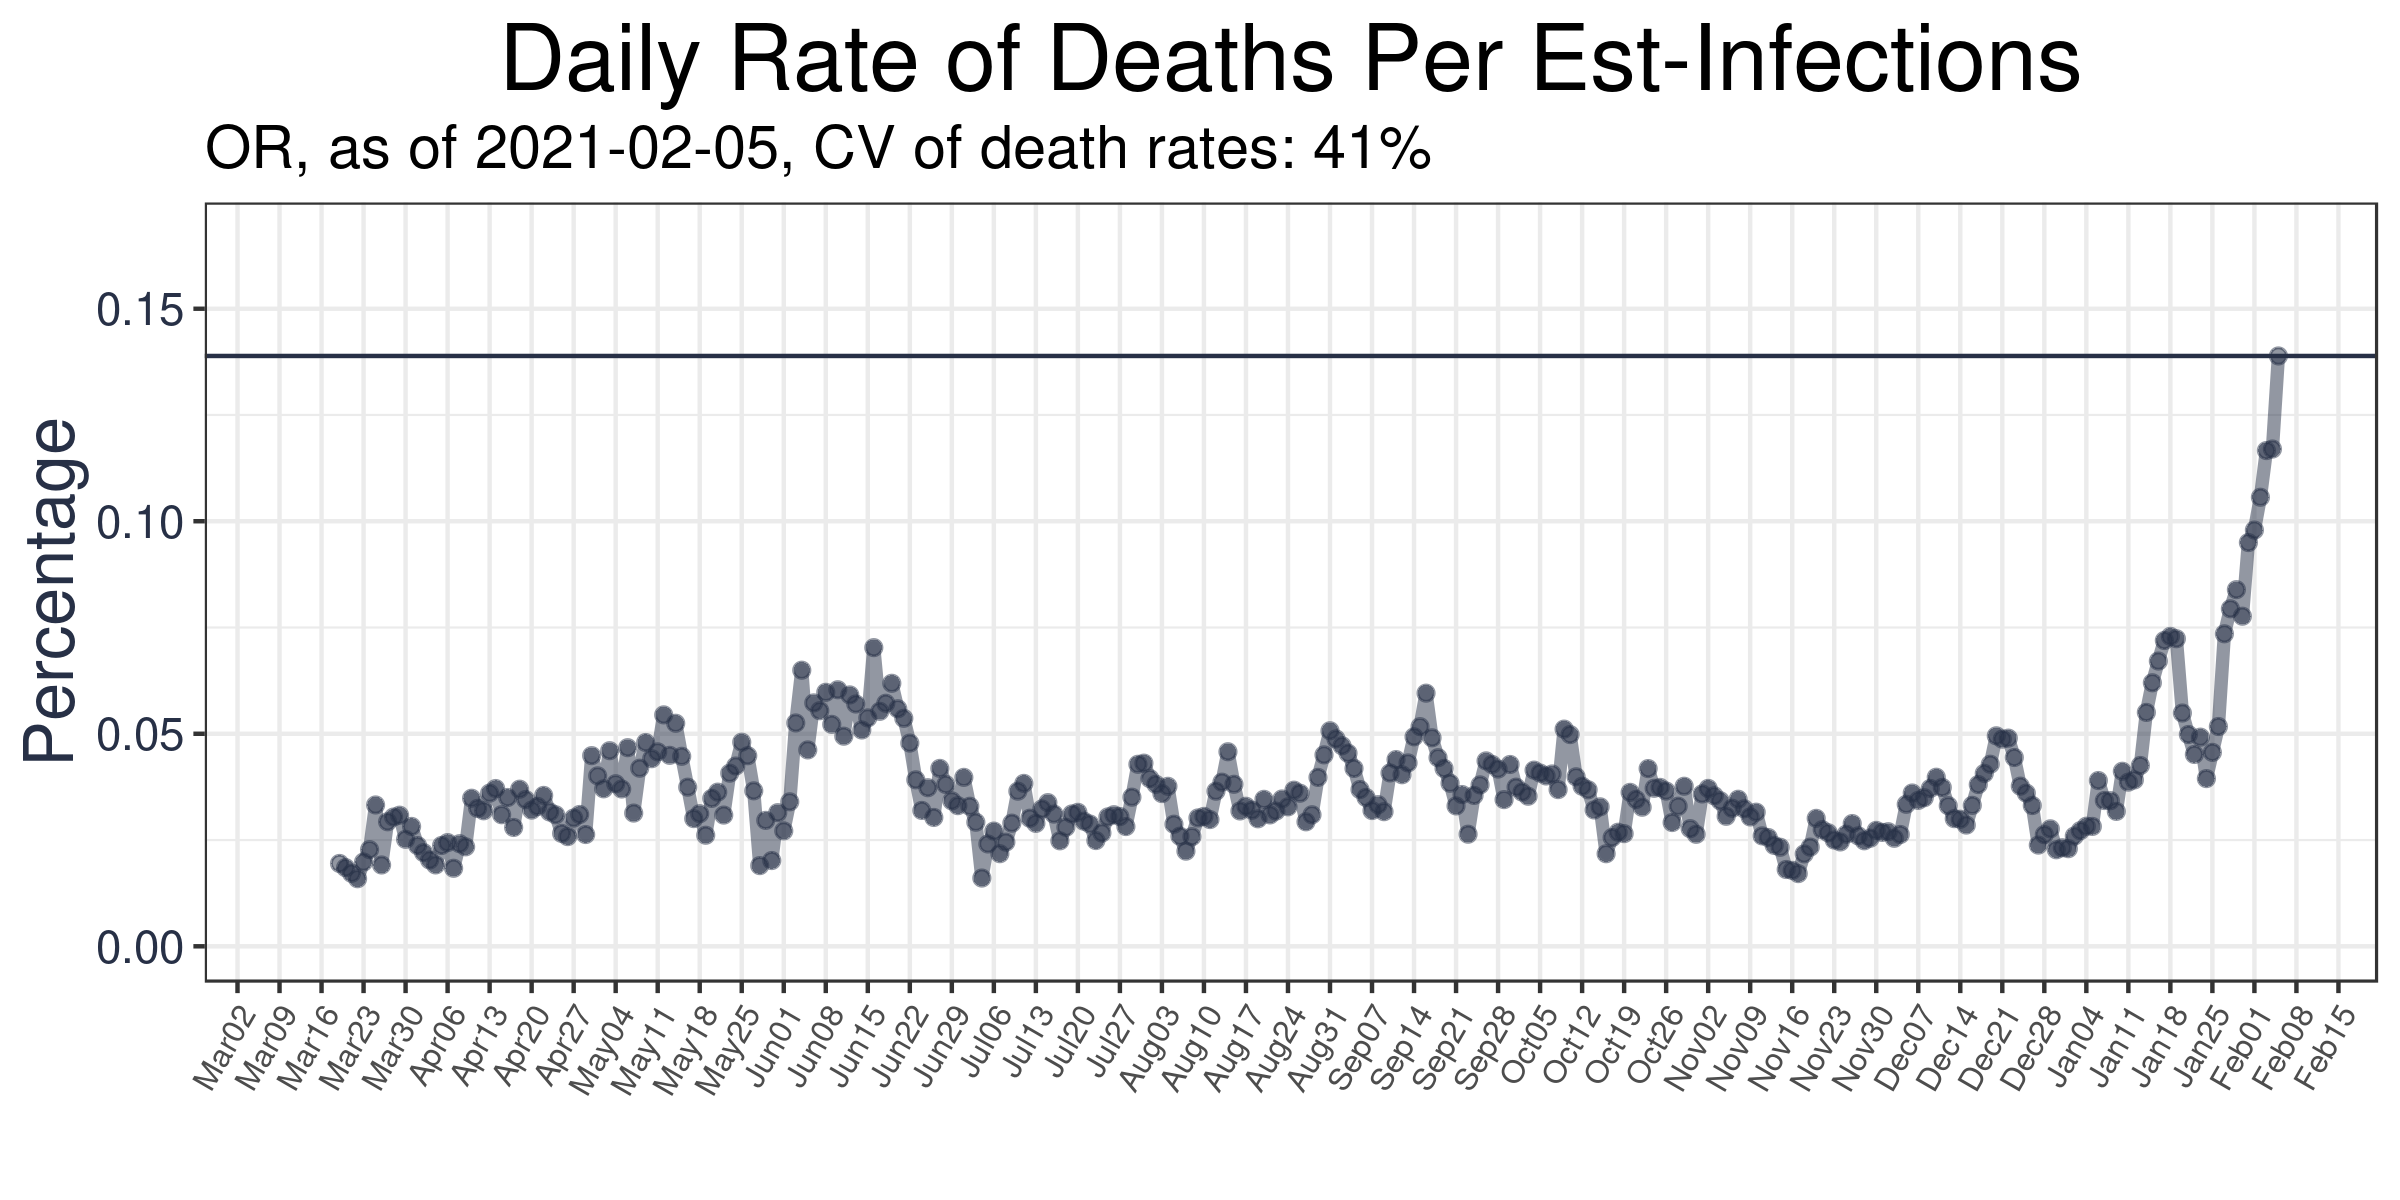 Daily Rate of Deaths Per Est-Infections
OR, as of 2021-02-05, CV of death rates: 41%
Percentage
0.15
0.10
0.05
0.00
Mar02
Mar09
Mar16
Mar23
Mar30
Apr06
Apr13
Apr20
Apr27
May04
May11
May18
May25
Jun01
Jun08
Jun15
Jun22
Jun29
Jul06
Jul13
Jul20
Jul27
Aug03
Aug10
Aug17
Aug24
Aug31
Sep07
Sep14
Sep21
Sep28
Oct05
Oct12
Oct19
Oct26
Nov02
Nov09
Nov16
Nov23
Nov30
Dec07
Dec14
Dec21
Dec28
Jan04
Jan11
Jan18
Jan25
Feb01
Feb08
Feb15